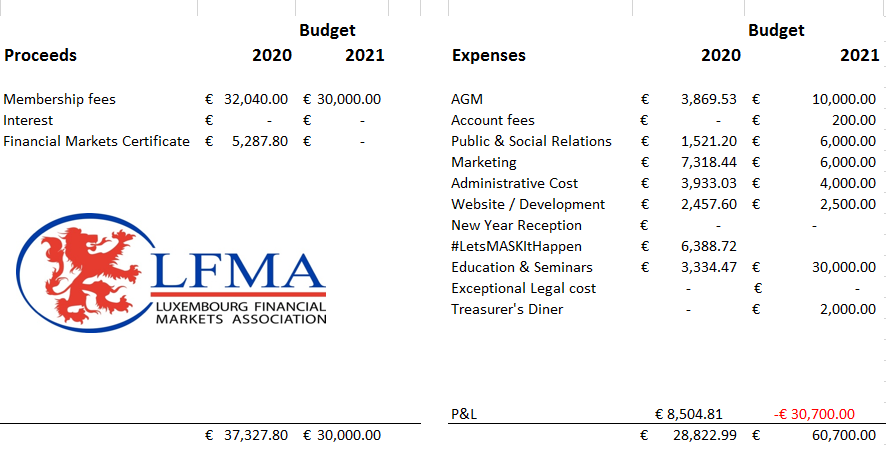 Budget
Proceeds 2020 2021
Membership fees € 32,040.00 € 30,000.00
Interest € - € -
Financial Markets Certificate € 5,287.80 € -
LFMA
LUXEMBOURG FINANCIAL
MARKETS ASSOCIATION
€ 37,327.80 € 30,000.00
Budget
Expenses 2020 2021
AGM € 3,869.53 € 10,000.00
Account fees € - € 200.00
Public & Social Relations € 1,521.20 € 6,000.00
Marketing € 7,318.44 € 6,000.00
Administrative Cost € 3,933.03 € 4,000.00
Website / Development € 2,457.60 € 2,500.00
New Year Reception € - -
#LetsMASKItHappen € 6,388.72
Education & Seminars € 3,334.47 € 30,000.00
Exceptional Legal cost - € -
Treasurer's Diner - € 2,000.00
P&L € 8,504.81 -€ 30,700.00
€ 28,822.99 € 60,700.00